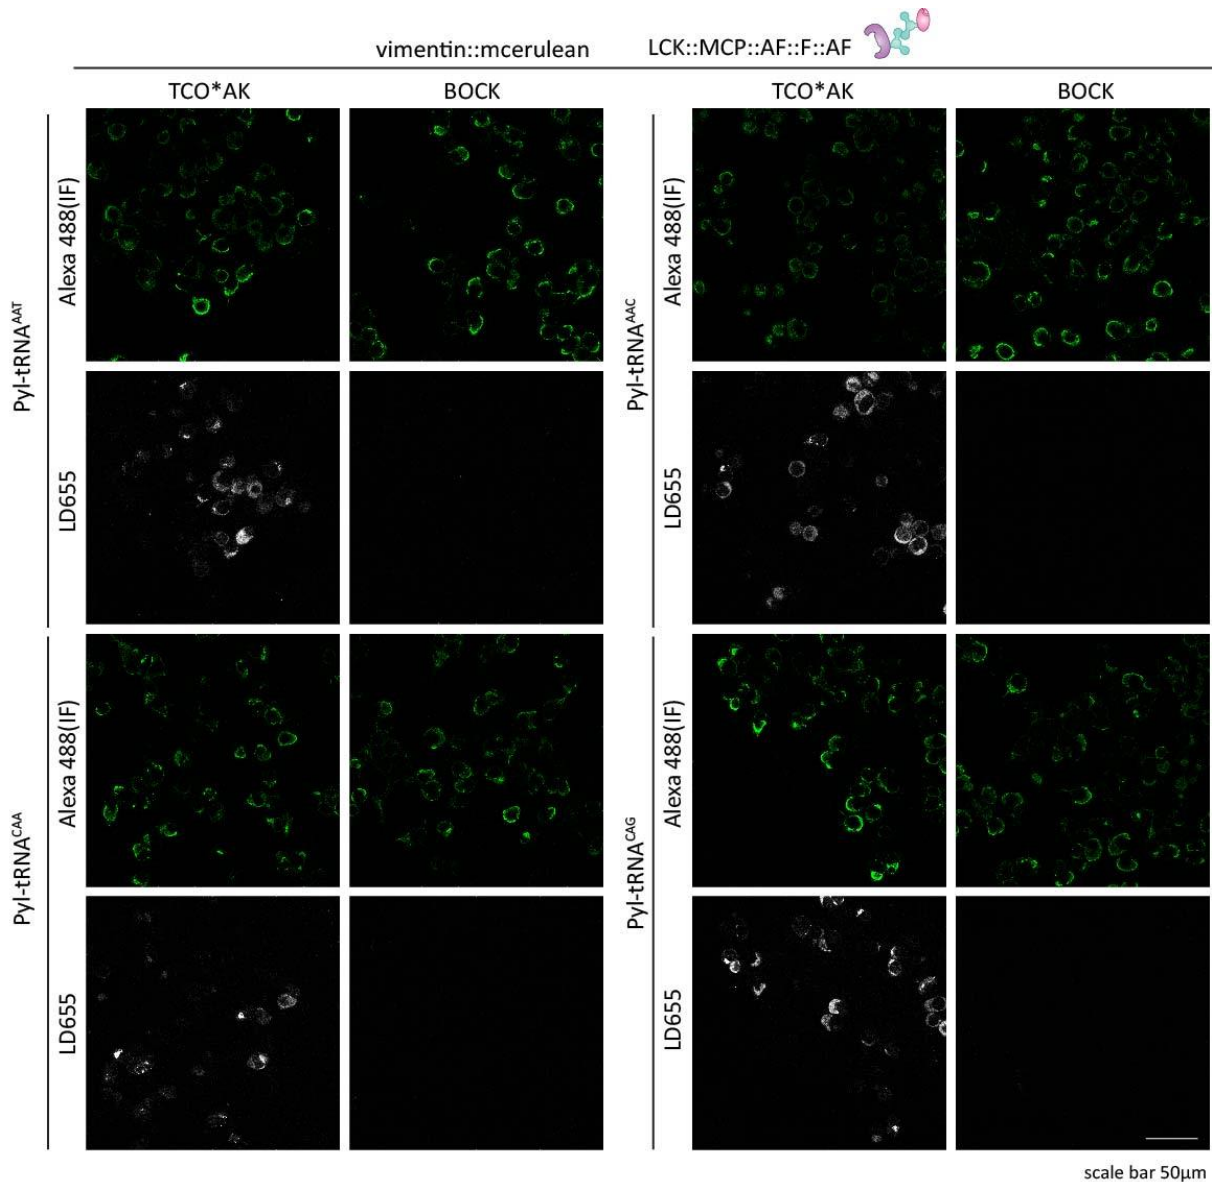 vimentin::mcerulean LCK::MCP::AF::F::AF
TCO*AK BOCK TCO*AK BOCK
Pyl-tRNAᴬᴬᵀ
Alexa 488(IF)
LD655
Pyl-tRNAᴬᴬC
Alexa 488(IF)
LD655
Pyl-tRNACAA
Alexa 488(IF)
LD655
Pyl-tRNACAG
Alexa 488(IF)
LD655
scale bar 50µm